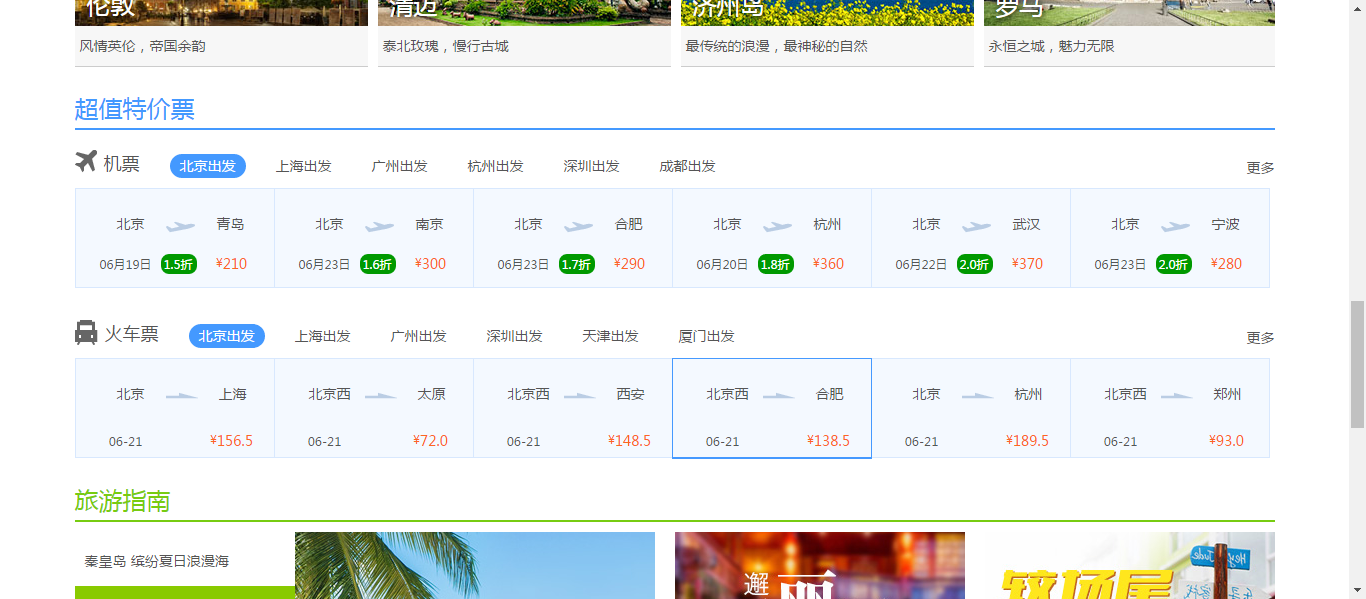 伦敦 清迈 济州岛 罗马
风情英伦，帝国余韵 泰北玫瑰，慢行古城 最传统的浪漫，最神秘的自然 永恒之城，魅力无限
超值特价票
机票 北京出发 上海出发 广州出发 杭州出发 深圳出发 成都出发 更多
北京 青岛 北京 南京 北京 合肥 北京 杭州 北京 武汉 北京 宁波
06月19日 1.5折 ¥210 06月23日 1.6折 ¥300 06月23日 1.7折 ¥290 06月20日 1.8折 ¥360 06月22日 2.0折 ¥370 06月23日 2.0折 ¥280
火车票 北京出发 上海出发 广州出发 深圳出发 天津出发 厦门出发 更多
北京 上海 北京西 太原 北京西 西安 北京西 合肥 北京 杭州 北京西 郑州
06-21 ¥156.5 06-21 ¥72.0 06-21 ¥148.5 06-21 ¥138.5 06-21 ¥189.5 06-21 ¥93.0
旅游指南
秦皇岛 缤纷夏日浪漫海
邂
Hey Jude